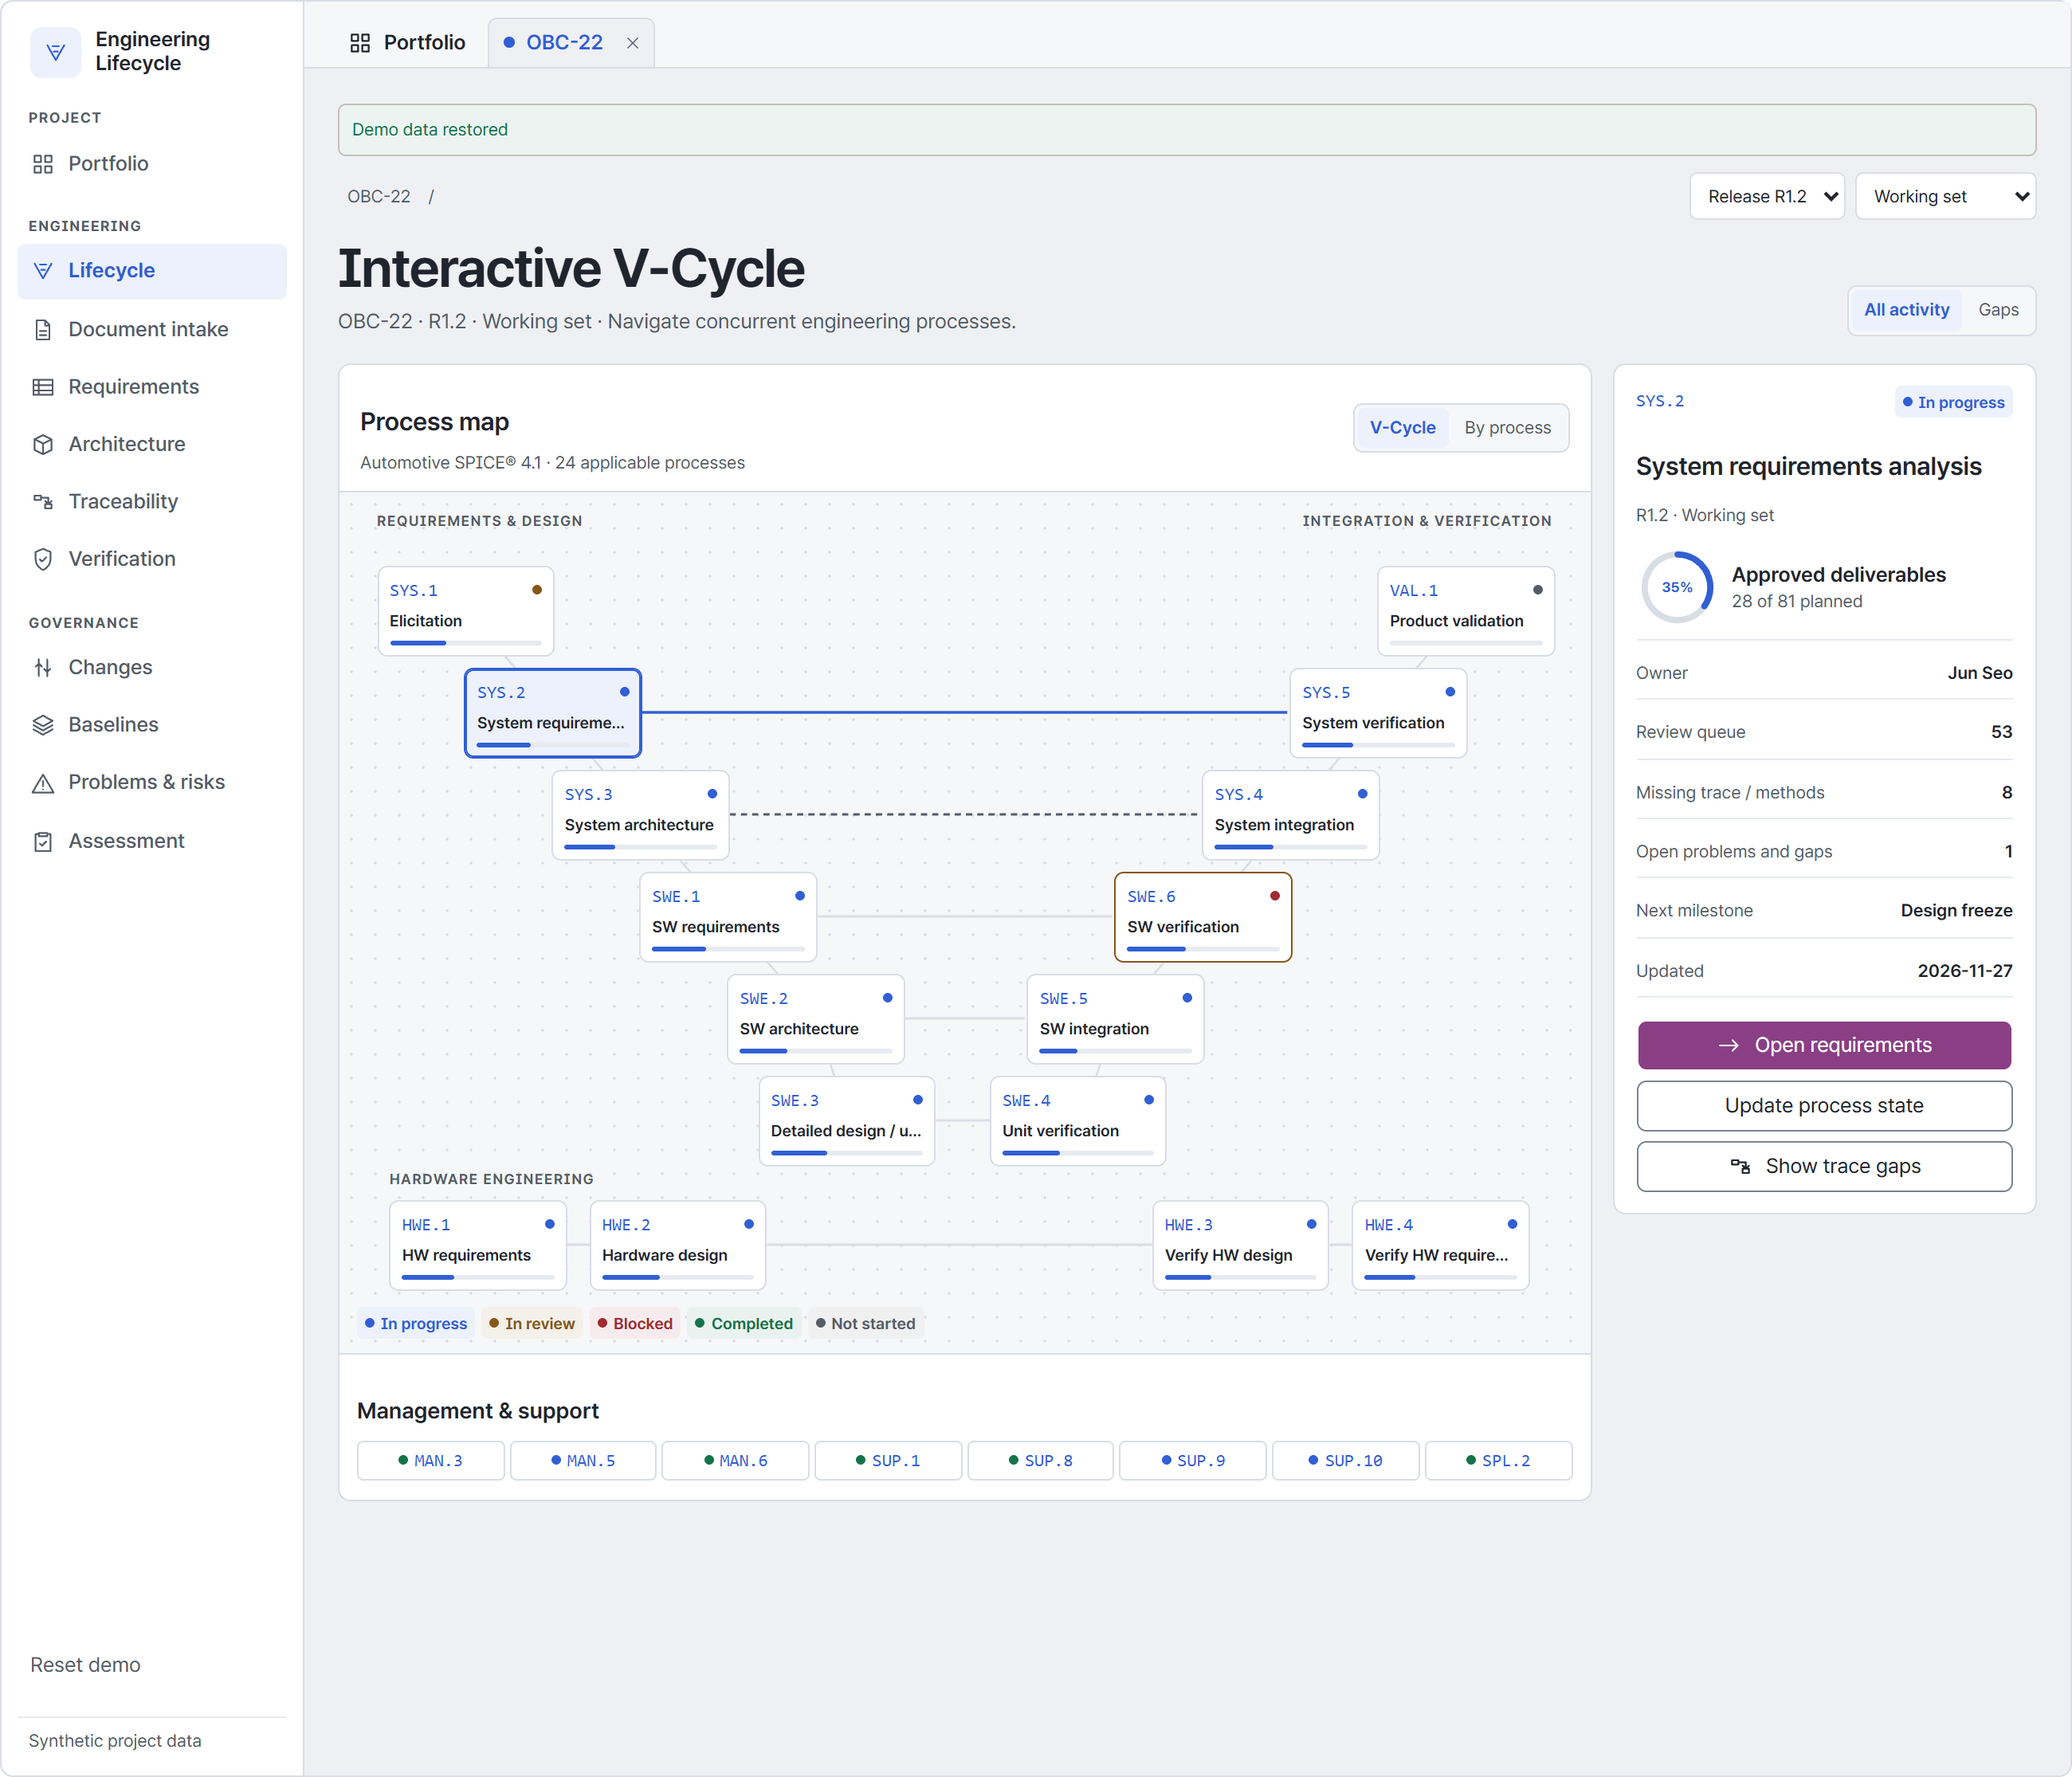 Engineering
Lifecycle
PROJECT
Portfolio
ENGINEERING
Lifecycle
Document intake
Requirements
Architecture
Traceability
Verification
GOVERNANCE
Changes
Baselines
Problems & risks
Assessment
Reset demo
Synthetic project data
Portfolio
OBC-22
Demo data restored
OBC-22 /
Release R1.2
Working set
Interactive V-Cycle
OBC-22 · R1.2 · Working set · Navigate concurrent engineering processes.
All activity
Gaps
Process map
Automotive SPICE® 4.1 · 24 applicable processes
V-Cycle
By process
REQUIREMENTS & DESIGN
INTEGRATION & VERIFICATION
SYS.1
Elicitation
VAL.1
Product validation
SYS.2
System requireme...
SYS.5
System verification
SYS.3
System architecture
SYS.4
System integration
SWE.1
SW requirements
SWE.6
SW verification
SWE.2
SW architecture
SWE.5
SW integration
SWE.3
Detailed design / u...
SWE.4
Unit verification
HARDWARE ENGINEERING
HWE.1
HW requirements
HWE.2
Hardware design
HWE.3
Verify HW design
HWE.4
Verify HW require...
In progress
In review
Blocked
Completed
Not started
Management & support
MAN.3
MAN.5
MAN.6
SUP.1
SUP.8
SUP.9
SUP.10
SPL.2
SYS.2
In progress
System requirements analysis
R1.2 · Working set
35%
Approved deliverables
28 of 81 planned
Owner Jun Seo
Review queue 53
Missing trace / methods 8
Open problems and gaps 1
Next milestone Design freeze
Updated 2026-11-27
Open requirements
Update process state
Show trace gaps